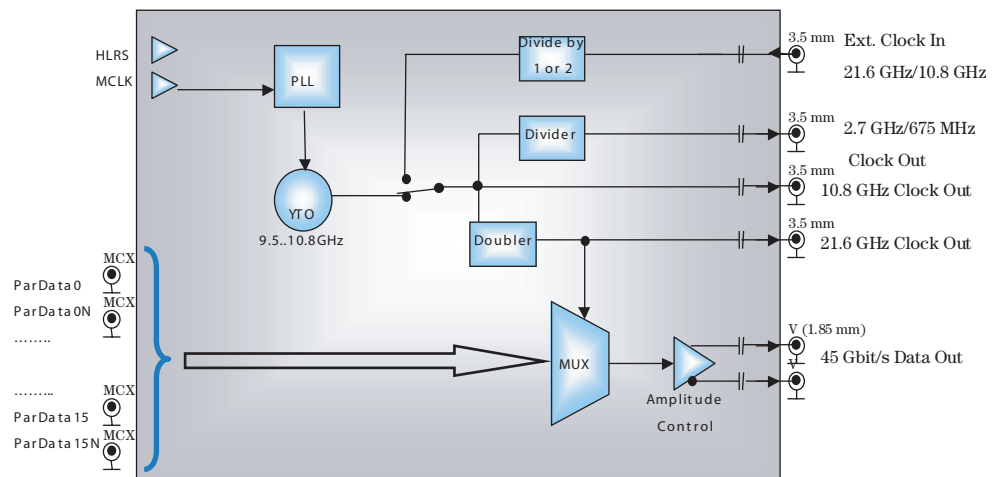 HLRS
MCLK
PLL
YTO
9.5..10.8GHz
Divide by
1 or 2
Divider
Doubler
MUX
Amplitude
Control
3.5 mm
Ext. Clock In
21.6 GHz/10.8 GHz
3.5 mm
2.7 GHz/675 MHz
Clock Out
3.5 mm
10.8 GHz Clock Out
3.5 mm
21.6 GHz Clock Out
V (1.85 mm)
45 Gbit/s Data Out
V
MCX
ParData0
MCX
ParData0N
........
........
MCX
ParData15
MCX
ParData15N